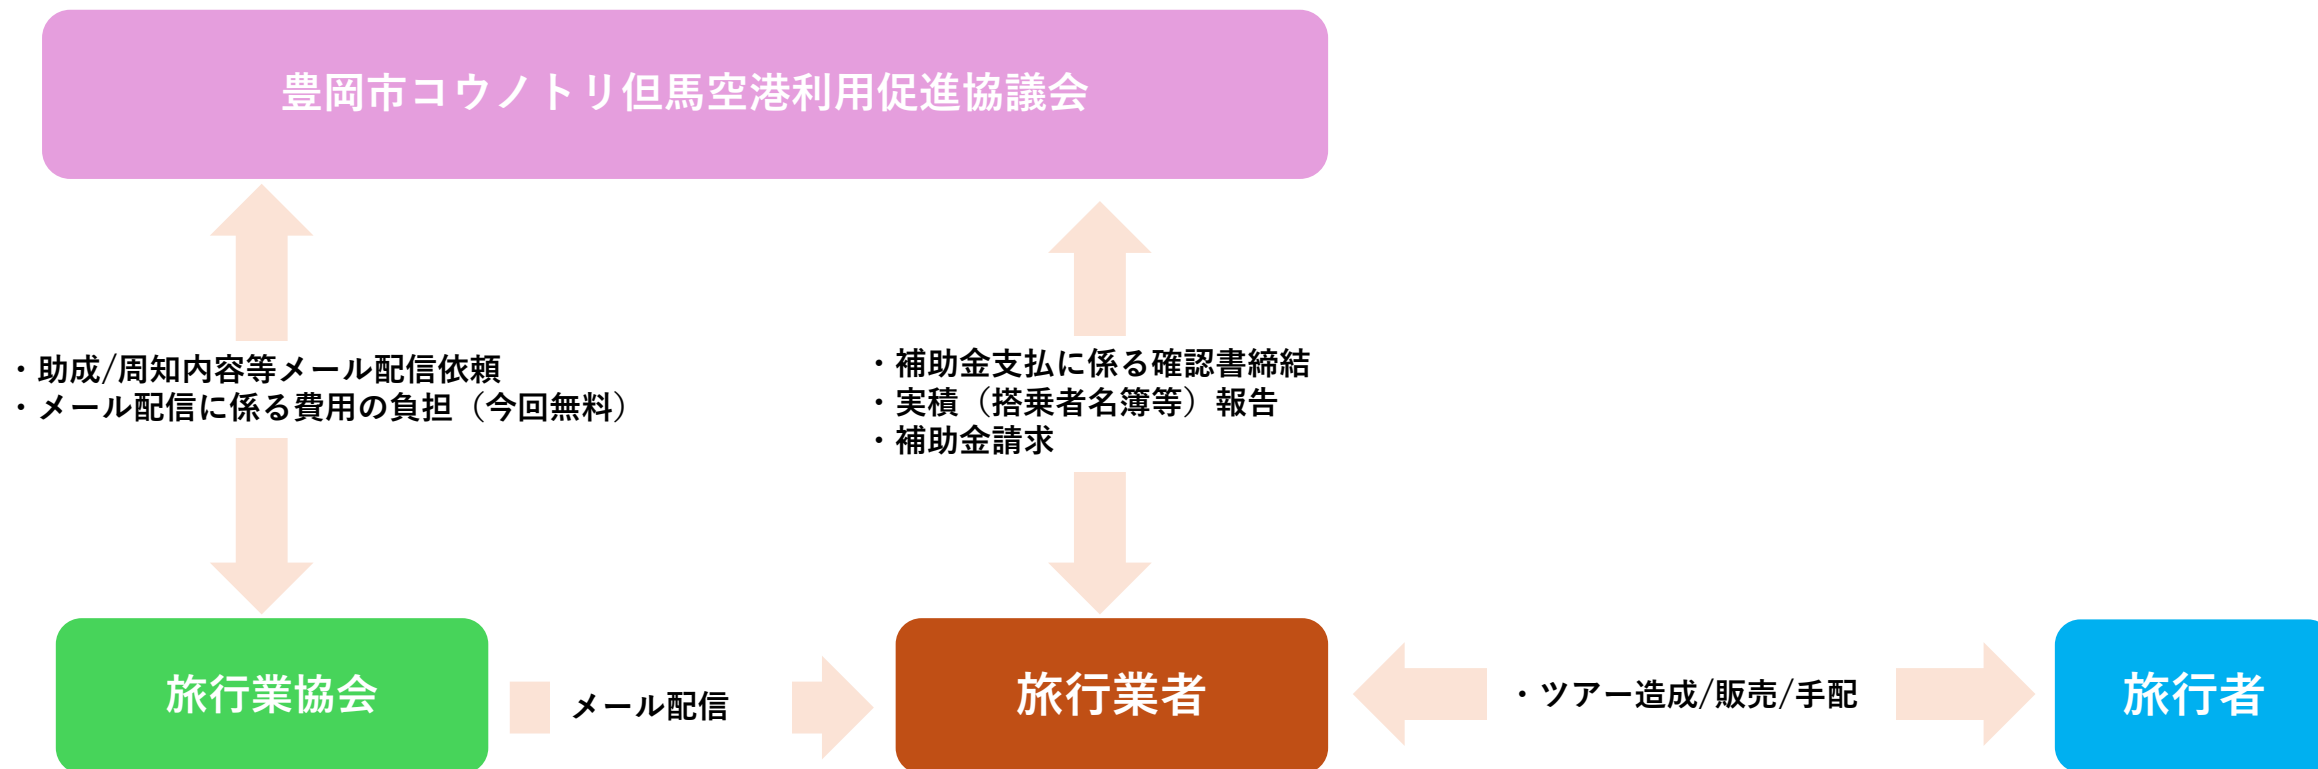 豊岡市コウノトリ但馬空港利用促進協議会
・助成/周知内容等メール配信依頼
・メール配信に係る費用の負担（今回無料）
・補助金支払に係る確認書締結
・実績（搭乗者名簿等）報告
・補助金請求
旅行業協会
メール配信
旅行業者
・ツアー造成/販売/手配
旅行者